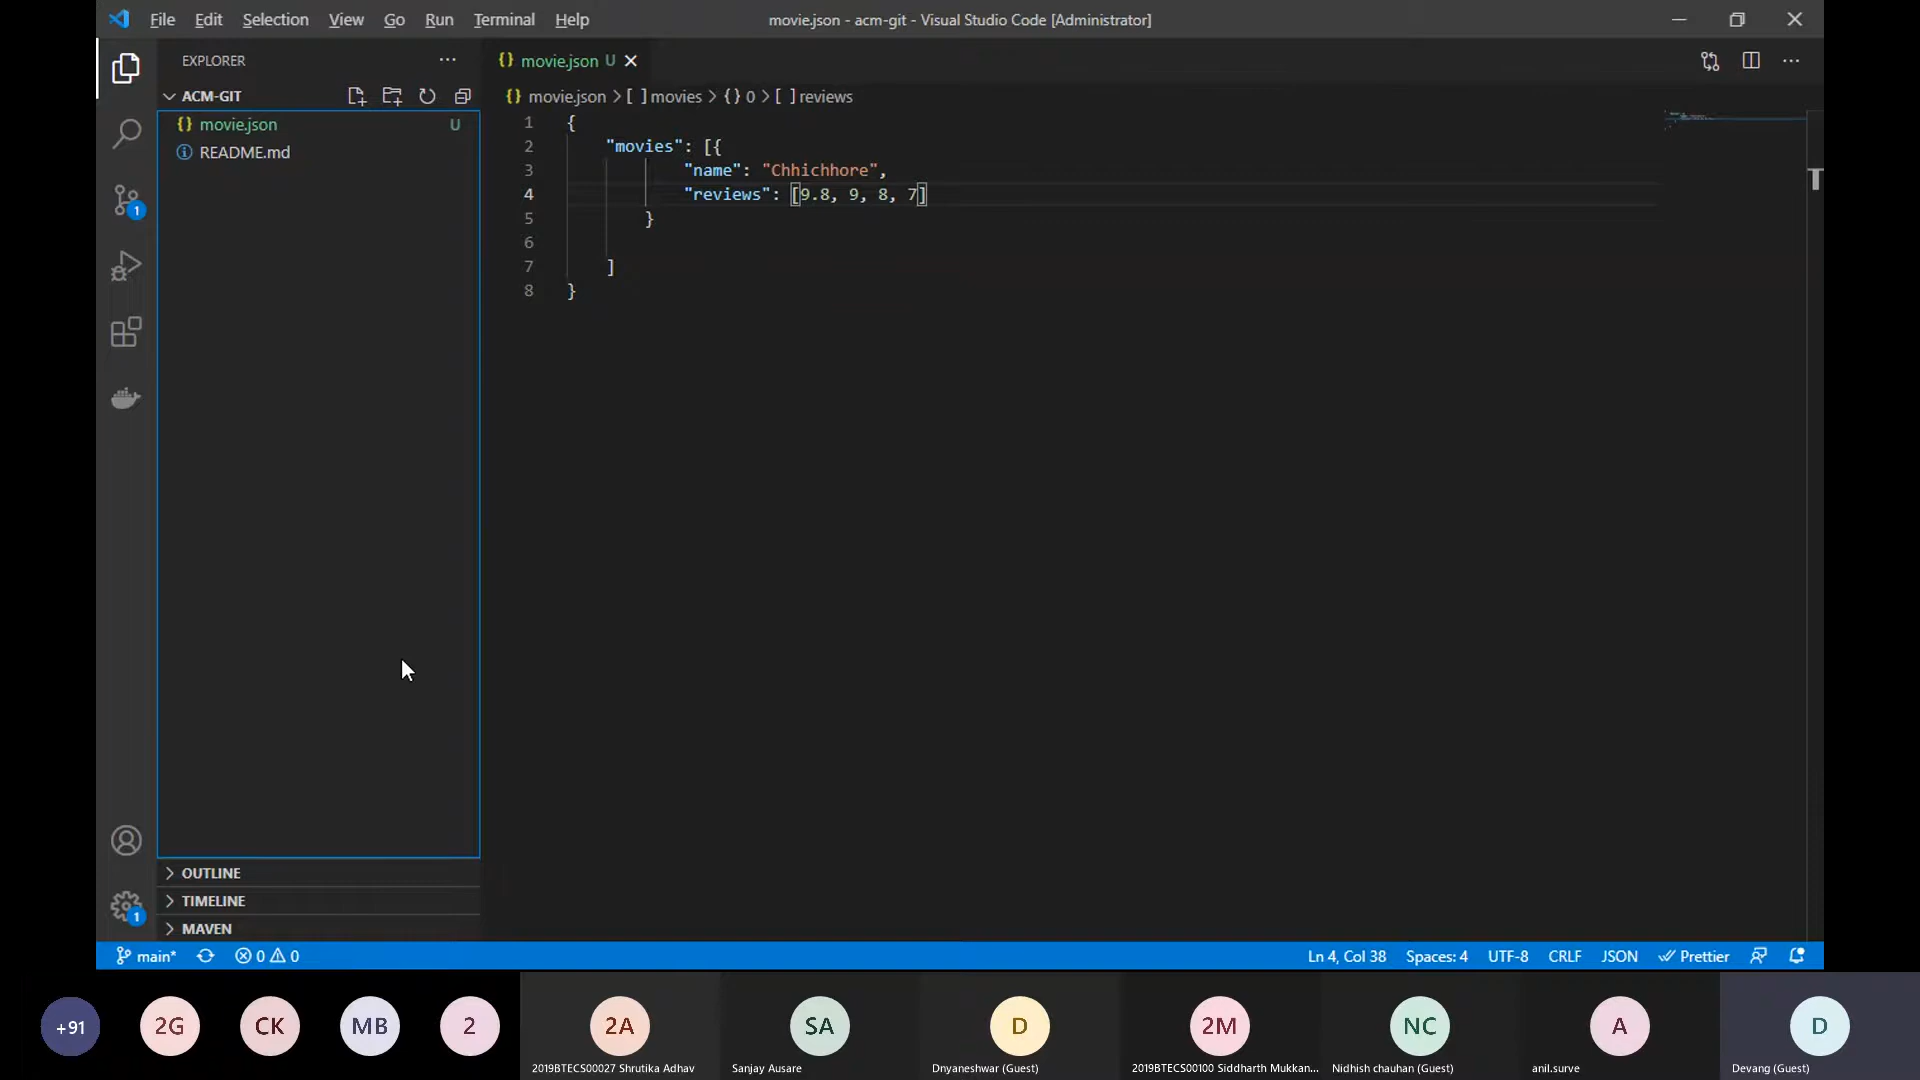 File Edit Selection View Go Run Terminal Help
movie.json - acm-git - Visual Studio Code [Administrator]
EXPLORER
ACM-GIT
movie.json U
README.md
OUTLINE
TIMELINE
MAVEN
movie.json U
{} movie.json > [ ] movies > {} 0 > [ ] reviews
1 {
2 "movies": [{
3 "name": "Chhichhore",
4 "reviews": [9.8, 9, 8, 7]
5 }
6
7 ]
8 }
1
1
main* 0 0
Ln 4, Col 38 Spaces: 4 UTF-8 CRLF JSON Prettier
+91 2G CK MB 2 2A SA D 2M NC A D
2019BTECS00027 Shrutika Adhav
Sanjay Ausare
Dnyaneshwar (Guest)
2019BTECS00100 Siddharth Mukkan...
Nidhish chauhan (Guest)
anil.surve
Devang (Guest)